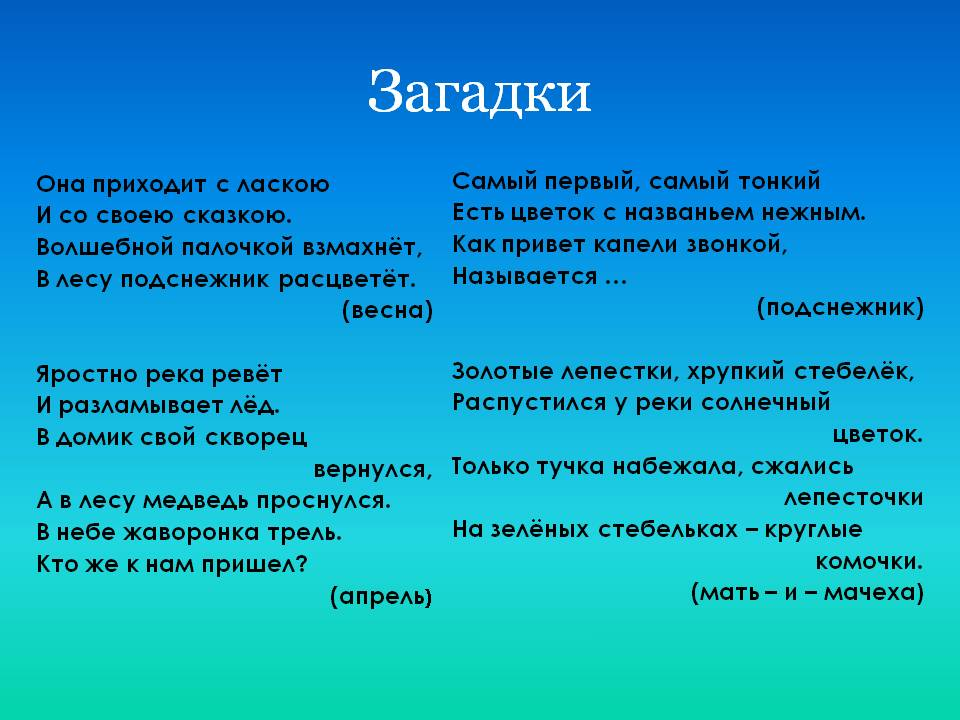 Загадки
Она приходит с ласкою
И со своею сказкою.
Волшебной палочкой взмахнёт,
В лесу подснежник расцветёт.
(весна)
Яростно река ревёт
И разламывает лёд.
В домик свой скворец
вернулся,
А в лесу медведь проснулся.
В небе жаворонка трель.
Кто же к нам пришел?
(апрель)
Самый первый, самый тонкий
Есть цветок с названьем нежным.
Как привет капели звонкой,
Называется …
(подснежник)
Золотые лепестки, хрупкий стебелёк,
Распустился у реки солнечный
цветок.
Только тучка набежала, сжались
лепесточки
На зелёных стебельках – круглые
комочки.
(мать – и – мачеха)